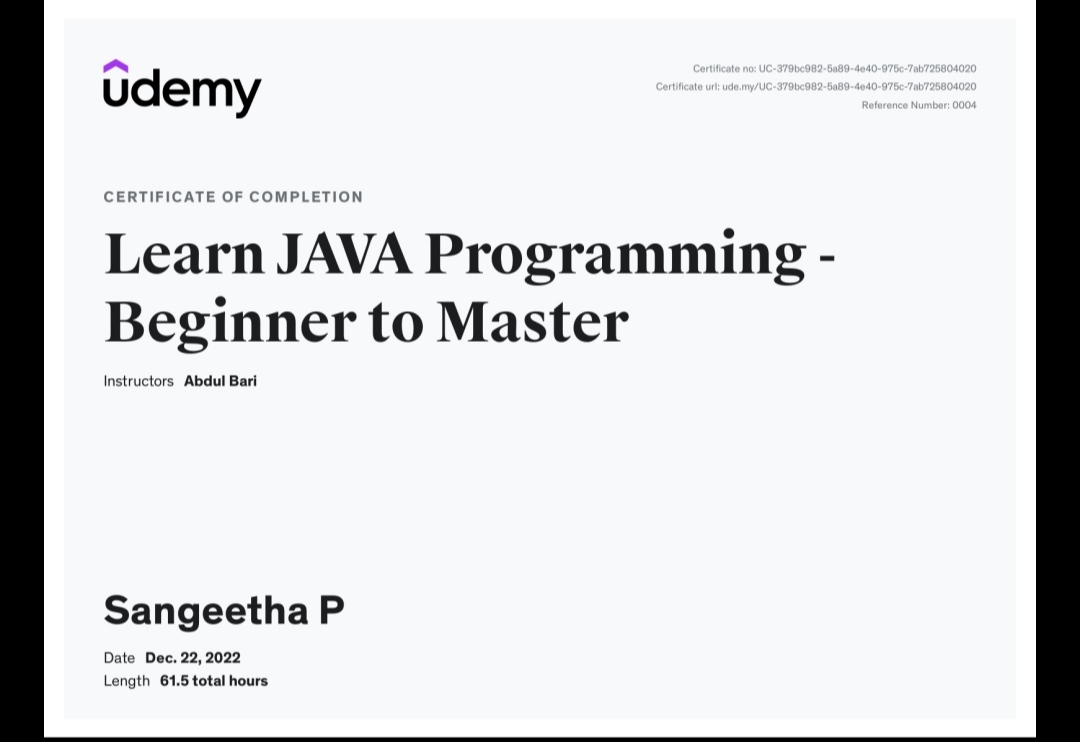 udemy
Certificate no: UC-379bc982-5a89-4e40-975c-7ab725804020
Certificate url: ude.my/UC-379bc982-5a89-4e40-975c-7ab725804020
Reference Number: 0004
CERTIFICATE OF COMPLETION
Learn JAVA Programming -
Beginner to Master
Instructors Abdul Bari
Sangeetha P
Date Dec. 22, 2022
Length 61.5 total hours